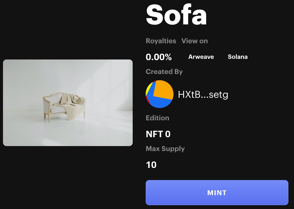 Sofa
Royalties View on
0.00% Arweave Solana
Created By
HXtB...setg
Edition
NFT 0
Max Supply
10
MINT